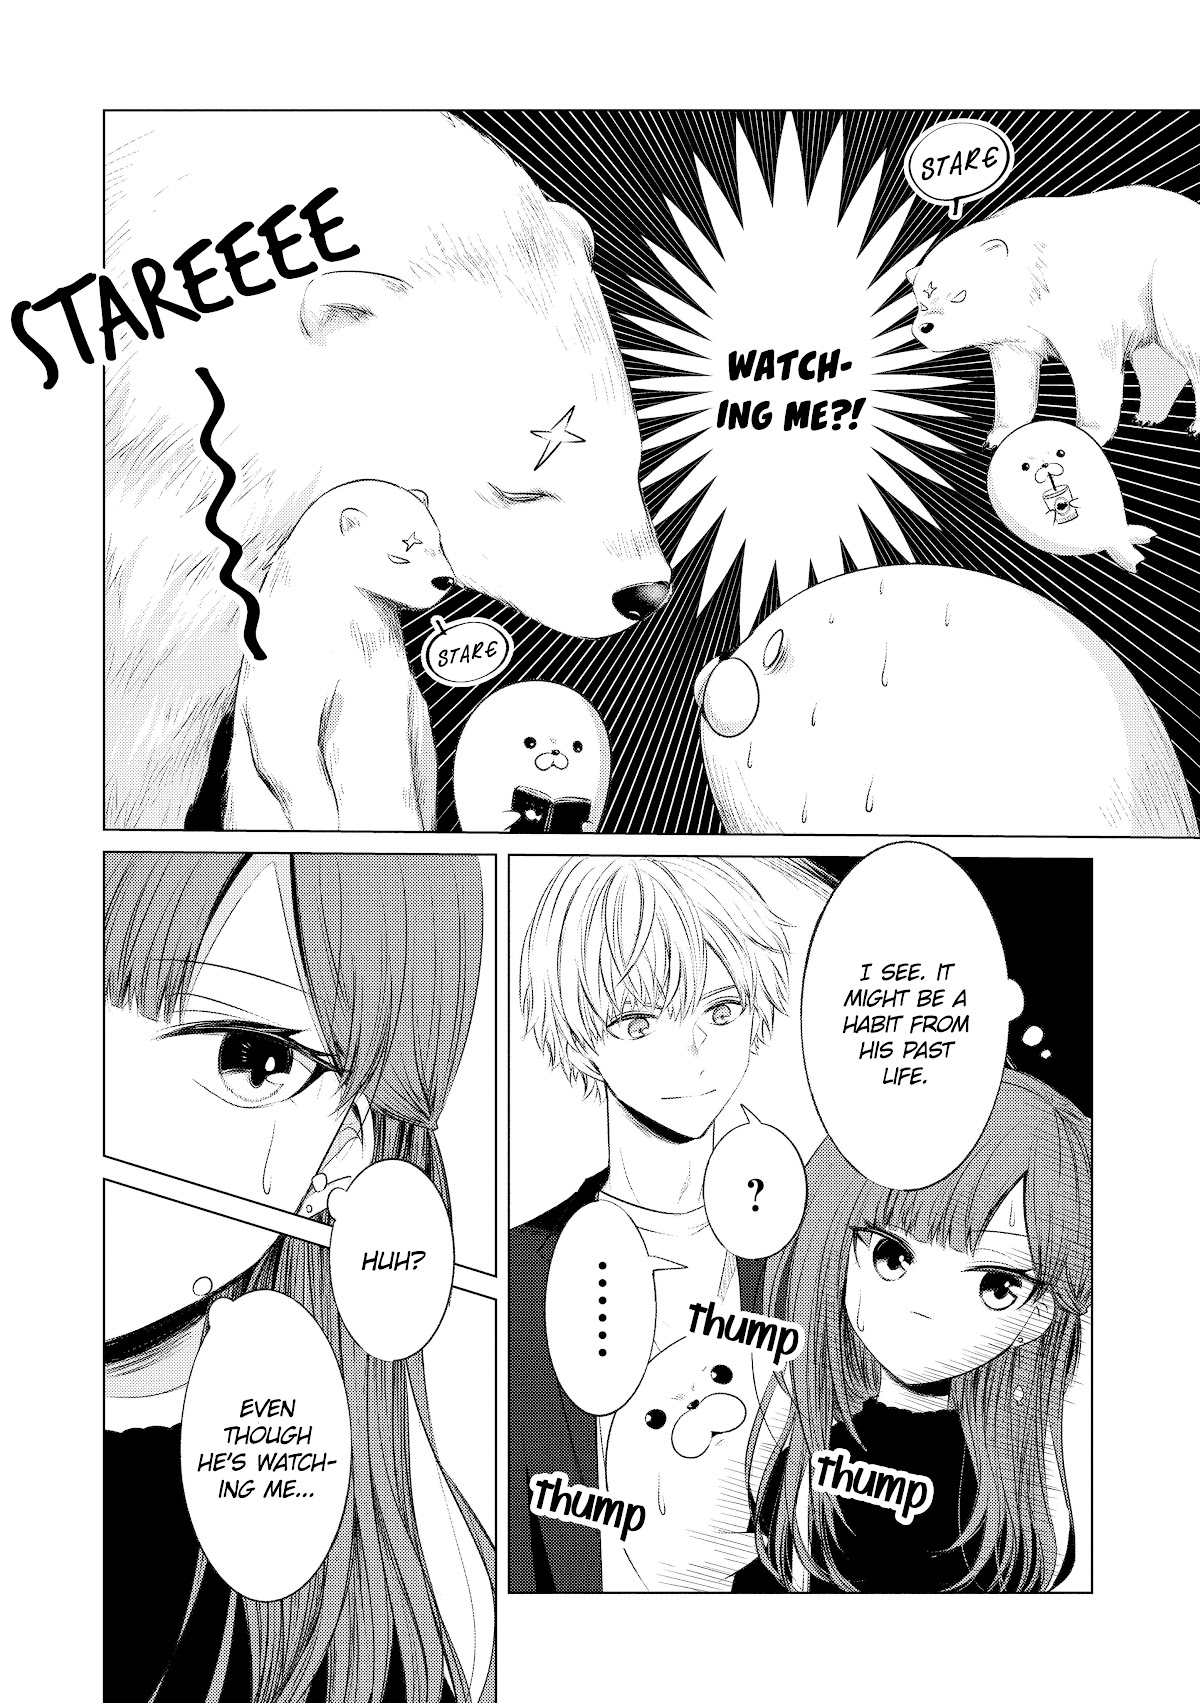 STARE
WATCH-
ING ME?!
STAREEEE
STARE
I SEE. IT
MIGHT BE A
HABIT FROM
HIS PAST
LIFE.
?
......
THUMP
THUMP
THUMP
HUH?
EVEN
THOUGH
HE'S WATCH-
ING ME...